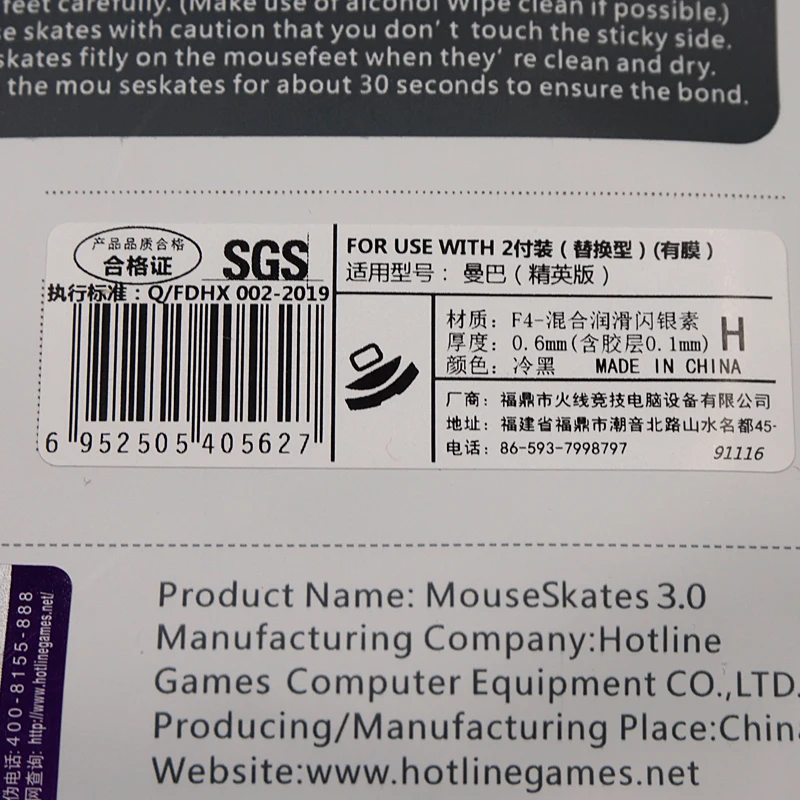 feet carefully. (Make use of alcohol Wipe clean if possible.)
se skates with caution that you don't touch the sticky side.
skates fitly on the mousefeet when they're clean and dry.
the mou seskates for about 30 seconds to ensure the bond.
产品品质合格
合格证
SGS
执行标准：Q/FDHX 002-2019
6 952505 405627
FOR USE WITH 2付装（替换型）(有膜）
适用型号：曼巴（精英版）
材质：F4-混合润滑闪银素
厚度：0.6mm(含胶层0.1mm)
H
颜色：冷黑 MADE IN CHINA
厂商：福鼎市火线竞技电脑设备有限公司
地址：福建省福鼎市潮音北路山水名都45-
电话：86-593-7998797
91116
伪电话:400-8155-888
网查询: http://www.hotlinegames.net/
Product Name: MouseSkates 3.0
Manufacturing Company:Hotline
Games Computer Equipment CO.,LTD.
Producing/Manufacturing Place:China
Website:www.hotlinegames.net